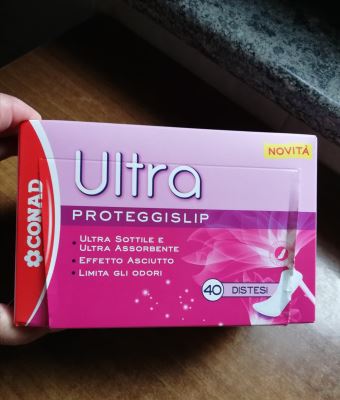 CONAD
NOVITÀ
Ultra
PROTEGGISLIP
• ULTRA SOTTILE E
ULTRA ASSORBENTE
• EFFETTO ASCIUTTO
• LIMITA GLI ODORI
40 DISTESI